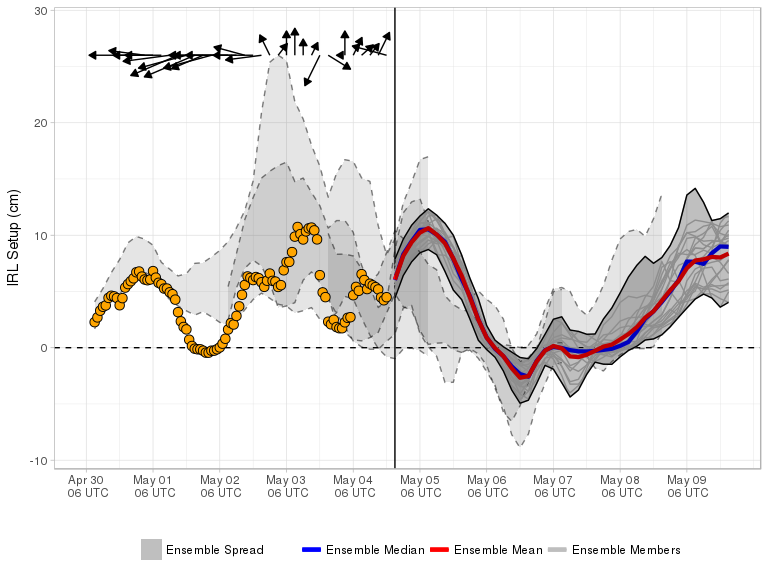 IRL Setup (cm)
30
20
10
0
-10
Apr 30 May 01 May 02 May 03 May 04 May 05 May 06 May 07 May 08 May 09
06 UTC 06 UTC 06 UTC 06 UTC 06 UTC 06 UTC 06 UTC 06 UTC 06 UTC 06 UTC
Ensemble Spread Ensemble Median Ensemble Mean Ensemble Members